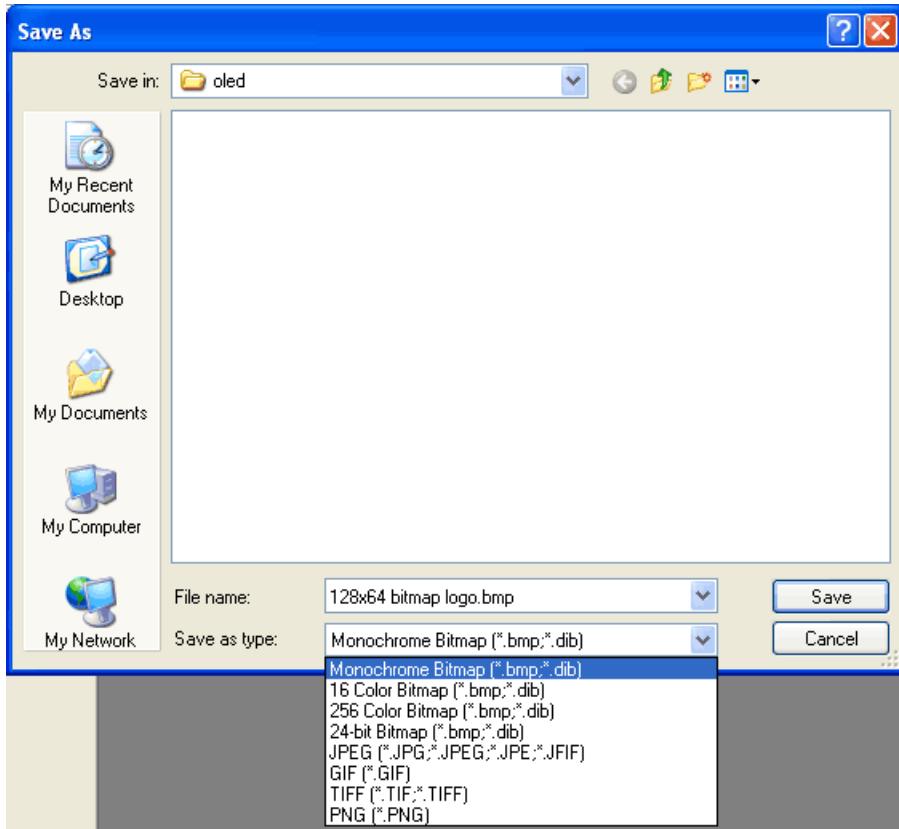 Save As
Save in: oled
My Recent
Documents
Desktop
My Documents
My Computer
My Network
File name: 128x64 bitmap logo.bmp Save
Save as type: Monochrome Bitmap (*.bmp;*.dib) Cancel
Monochrome Bitmap (*.bmp;*.dib)
16 Color Bitmap (*.bmp;*.dib)
256 Color Bitmap (*.bmp;*.dib)
24-bit Bitmap (*.bmp;*.dib)
JPEG (*.JPG;*.JPEG;*.JPE;*.JFIF)
GIF (*.GIF)
TIFF (*.TIF;*.TIFF)
PNG (*.PNG)